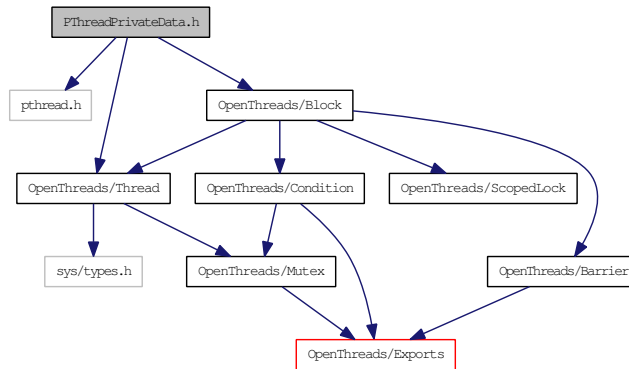 PThreadPrivateData.h
pthread.h
OpenThreads/Block
OpenThreads/Thread
OpenThreads/Condition
OpenThreads/ScopedLock
sys/types.h
OpenThreads/Mutex
OpenThreads/Barrier
OpenThreads/Exports